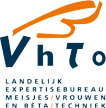 VhTo
LANDELIJK
EXPERTISEBUREAU
MEISJES/VROUWEN
EN BÈTA/TECHNIEK